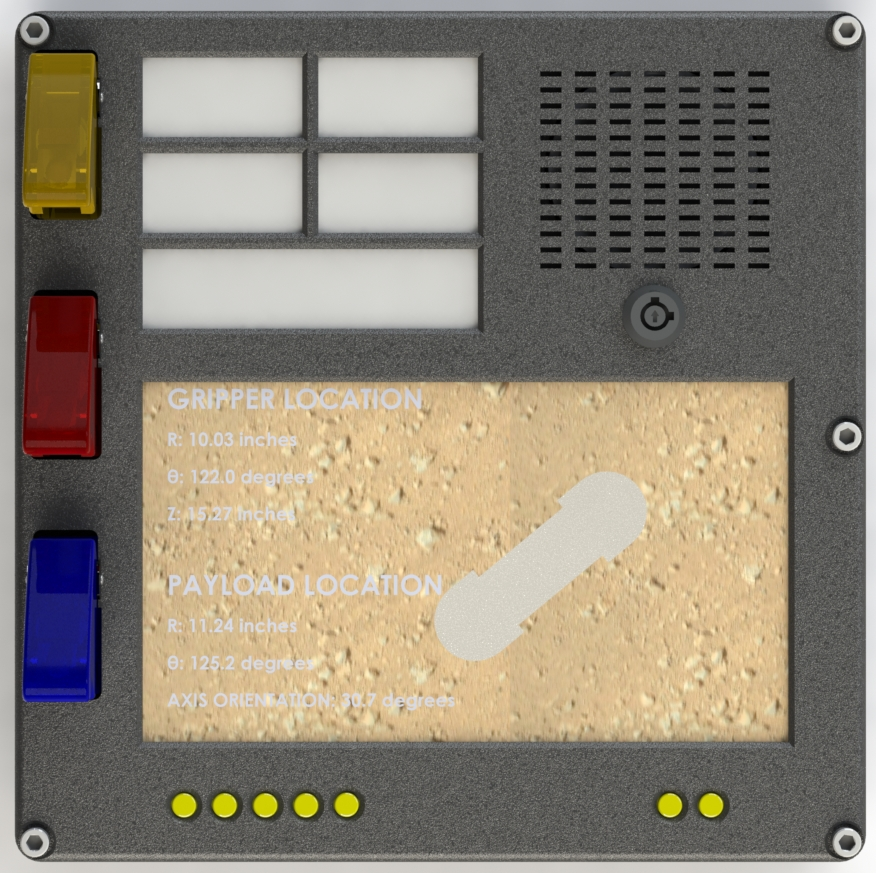 GRIPPER LOCATION
R: 10.03 inches
θ: 122.0 degrees
Z: 15.27 inches
PAYLOAD LOCATION
R: 11.24 inches
θ: 125.2 degrees
AXIS ORIENTATION: 30.7 degrees